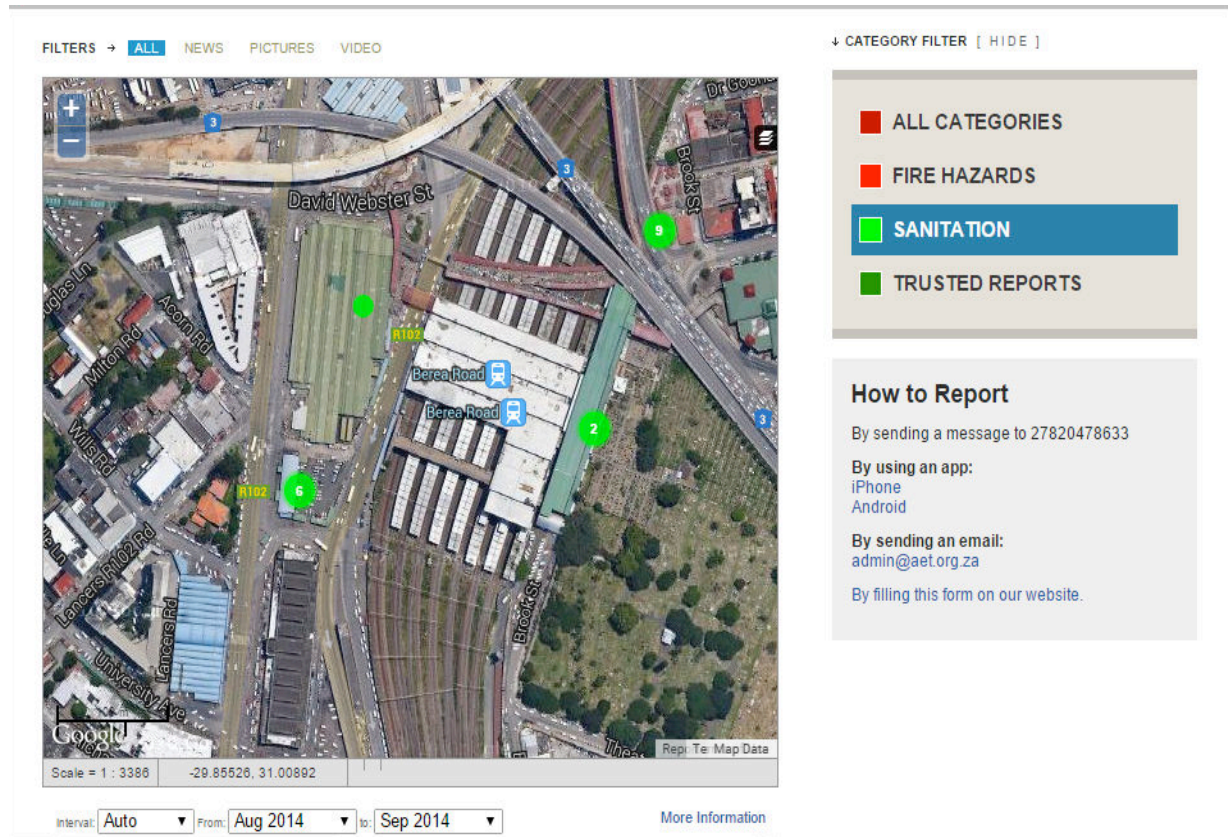 FILTERS → ALL NEWS PICTURES VIDEO
↓ CATEGORY FILTER [ HIDE ]
+
−
3
David Webster St
Brook St
3
9
Acorn Rd
Milton Rd
R102
Berea Road
Berea Road
2
3
Wills Rd
R102
6
Lancers R102 Rd
Lancers Rd
University Ave
Brook St
Google
Map Data
Scale = 1 : 3386
-29.85526, 31.00892
Interval: Auto ▼ From: Aug 2014 ▼ to: Sep 2014 ▼
More Information
ALL CATEGORIES
FIRE HAZARDS
SANITATION
TRUSTED REPORTS
How to Report
By sending a message to 27820478633
By using an app:
iPhone
Android
By sending an email:
admin@aet.org.za
By filling this form on our website.